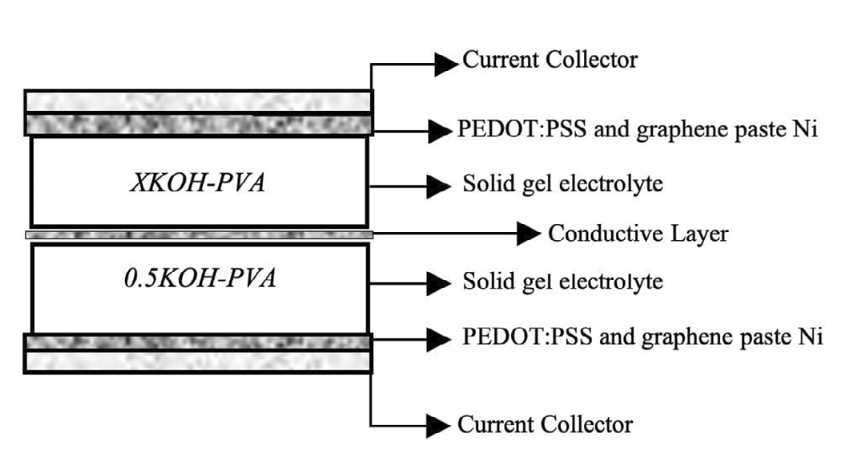 Current Collector
PEDOT:PSS and graphene paste Ni
XKOH-PVA
Solid gel electrolyte
Conductive Layer
0.5KOH-PVA
Solid gel electrolyte
PEDOT:PSS and graphene paste Ni
Current Collector